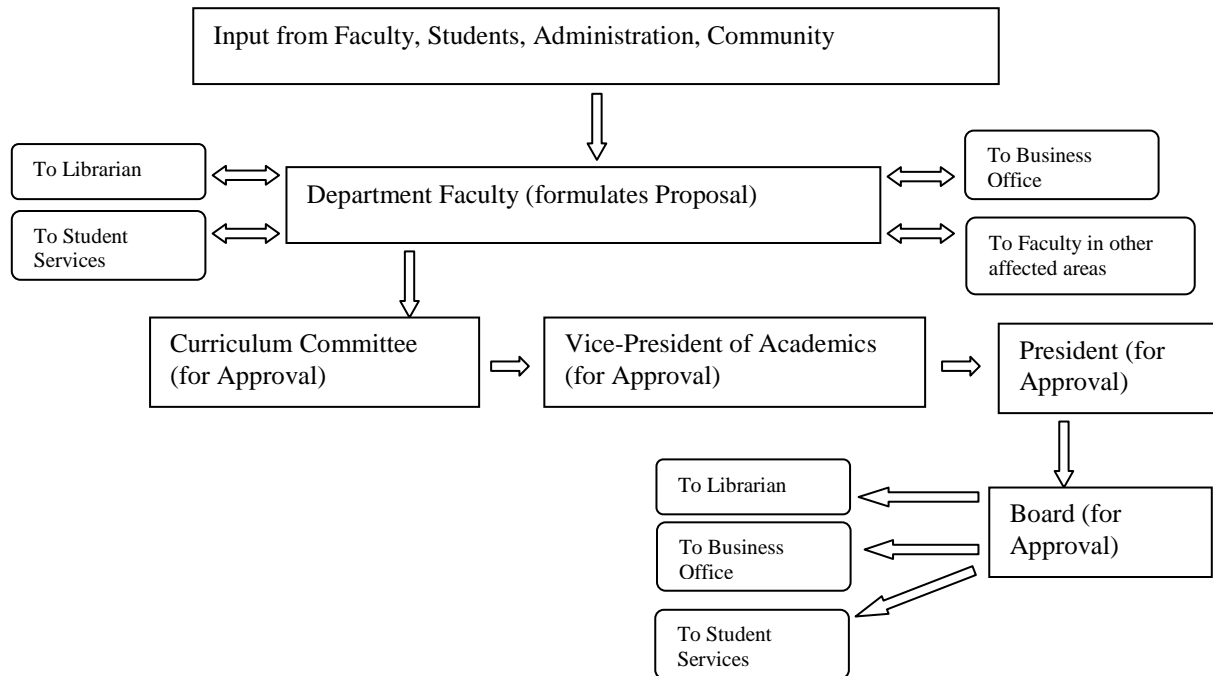 Input from Faculty, Students, Administration, Community
To Librarian
To Business
Office
Department Faculty (formulates Proposal)
To Student
Services
To Faculty in other
affected areas
Curriculum Committee
(for Approval)
Vice-President of Academics
(for Approval)
President (for
Approval)
To Librarian
Board (for
Approval)
To Business
Office
To Student
Services